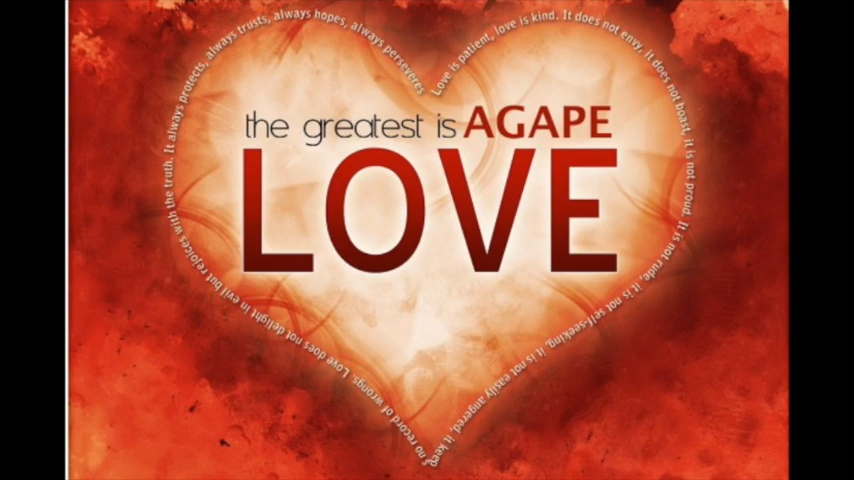 the greatest is AGAPE
LOVE
Love is patient, love is kind. It does not envy, it does not boast, it is not proud. It is not rude, it is not self-seeking, it is not easily angered, it keep no record of wrongs. Love does not delight in evil but rejoices with the truth. It always protects, always trusts, always hopes, always perseveres